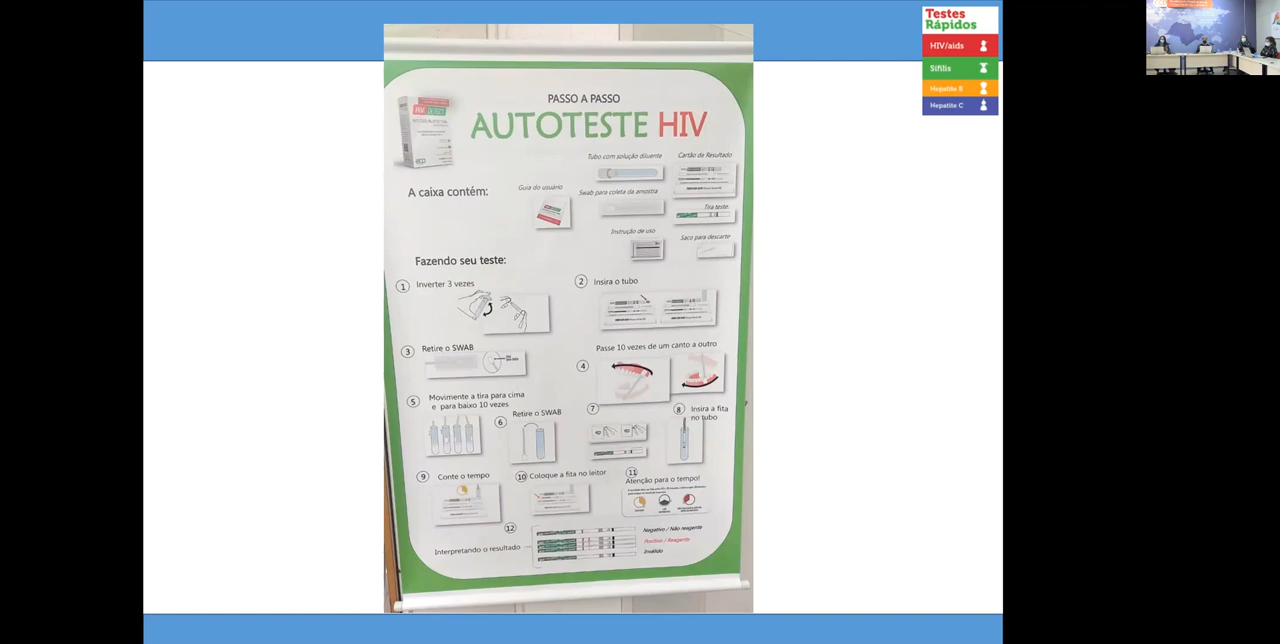 Testes
Rápidos
HIV/aids
Sífilis
Hepatite B
Hepatite C
PASSO A PASSO
AUTOTESTE HIV
A caixa contém:
Guia do usuário
Tubo com solução diluente
Cartão de Resultado
Swab para coleta da amostra
Tira teste
Instrução de uso
Saco para descarte
Fazendo seu teste:
1 Inverter 3 vezes
2 Insira o tubo
3 Retire o SWAB
4 Passe 10 vezes de um canto a outro
5 Movimente a tira para cima
e para baixo 10 vezes
6 Retire o SWAB
7
8 Insira a fita
no tubo
9 Conte o tempo
10 Coloque a fita no leitor
11
Atenção para o tempo!
12
Interpretando o resultado
Negativo / Não reagente
Positivo / Reagente
Inválido